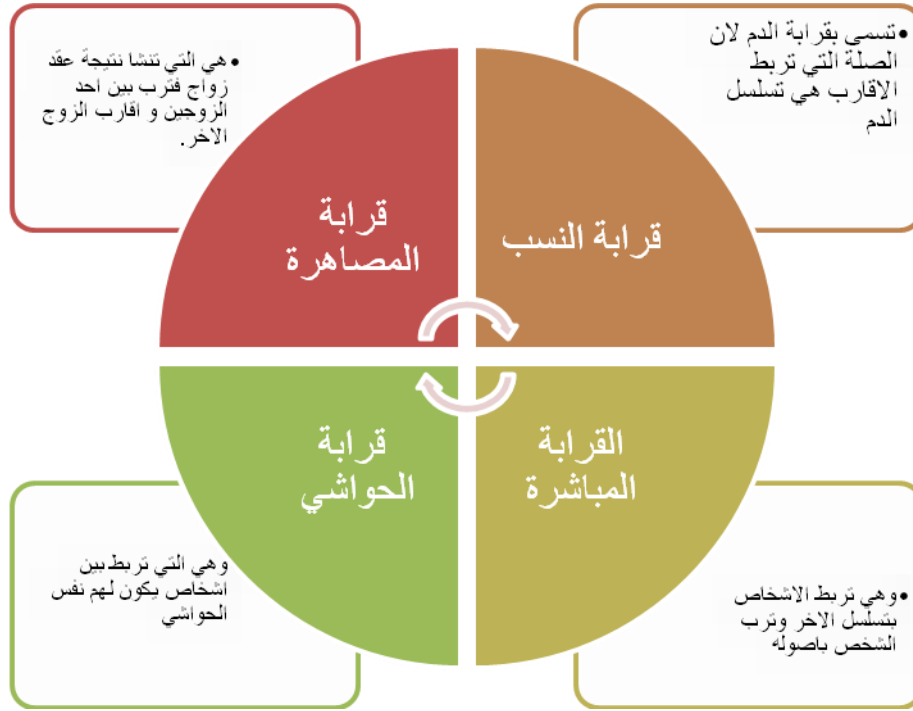 •تسمى بقرابة الدم لان
الصلة التي تربط
الاقارب هي تسلسل
الدم
•هي التي تنشا نتيجة عقد
زواج فترب بين احد
الزوجين و اقارب الزوج
الاخر.
قرابة النسب
قرابة
المصاهرة
القرابة
المباشرة
قرابة
الحواشي
•وهي تربط الاشخاص
بتسلسل الاخر وترب
الشخص باصوله
وهي التي تربط بين
اشخاص يكون لهم نفس
الحواشي